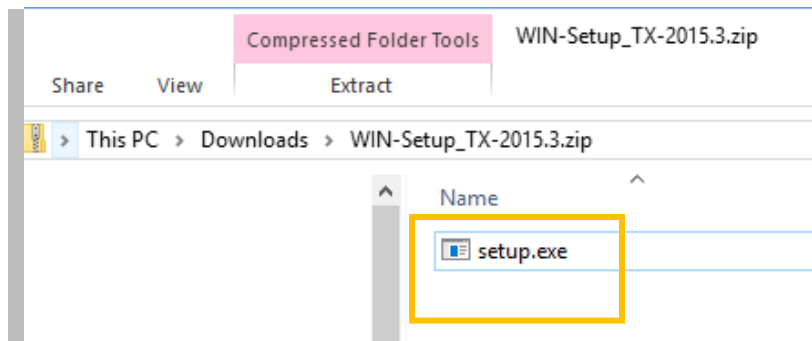 Compressed Folder Tools
WIN-Setup_TX-2015.3.zip
Share View Extract
> This PC > Downloads > WIN-Setup_TX-2015.3.zip
Name
setup.exe